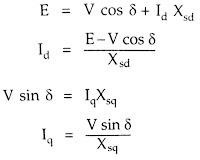 E = V cos δ + I_d X_sd
I_d = (E–V cos δ) / X_sd
V sin δ = I_q X_sq
I_q = (V sin δ) / X_sq